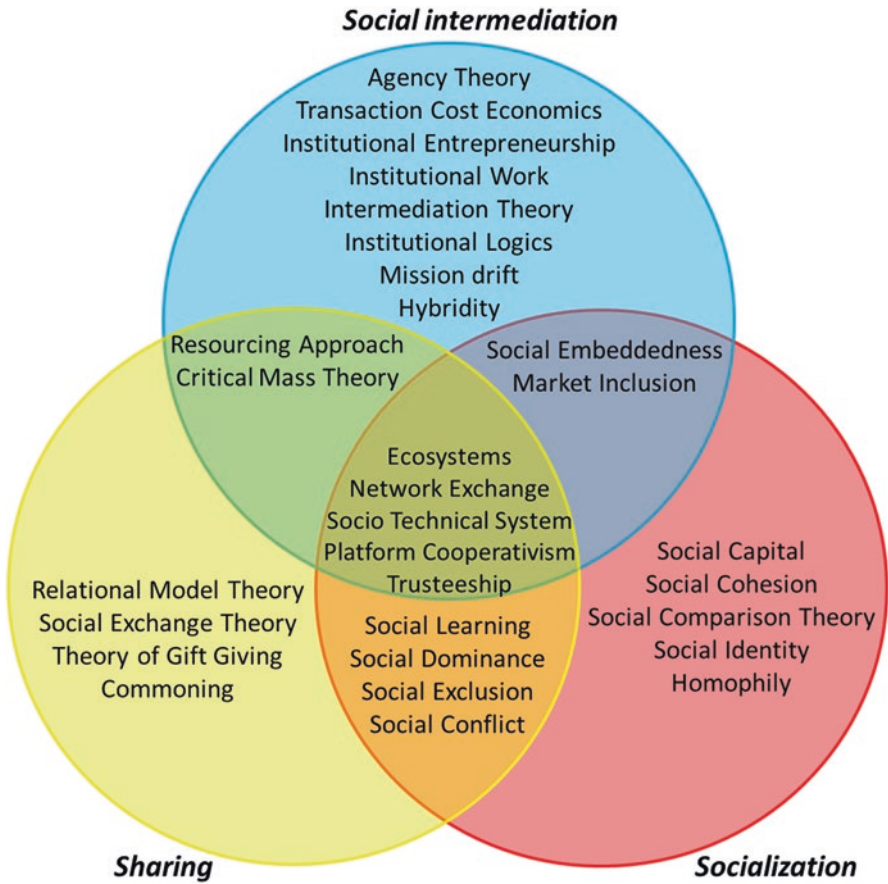 Social intermediation
Agency Theory
Transaction Cost Economics
Institutional Entrepreneurship
Institutional Work
Intermediation Theory
Institutional Logics
Mission drift
Hybridity
Resourcing Approach
Critical Mass Theory
Social Embeddedness
Market Inclusion
Ecosystems
Network Exchange
Socio Technical System
Platform Cooperativism
Trusteeship
Relational Model Theory
Social Exchange Theory
Theory of Gift Giving
Commoning
Social Learning
Social Dominance
Social Exclusion
Social Conflict
Social Capital
Social Cohesion
Social Comparison Theory
Social Identity
Homophily
Sharing
Socialization